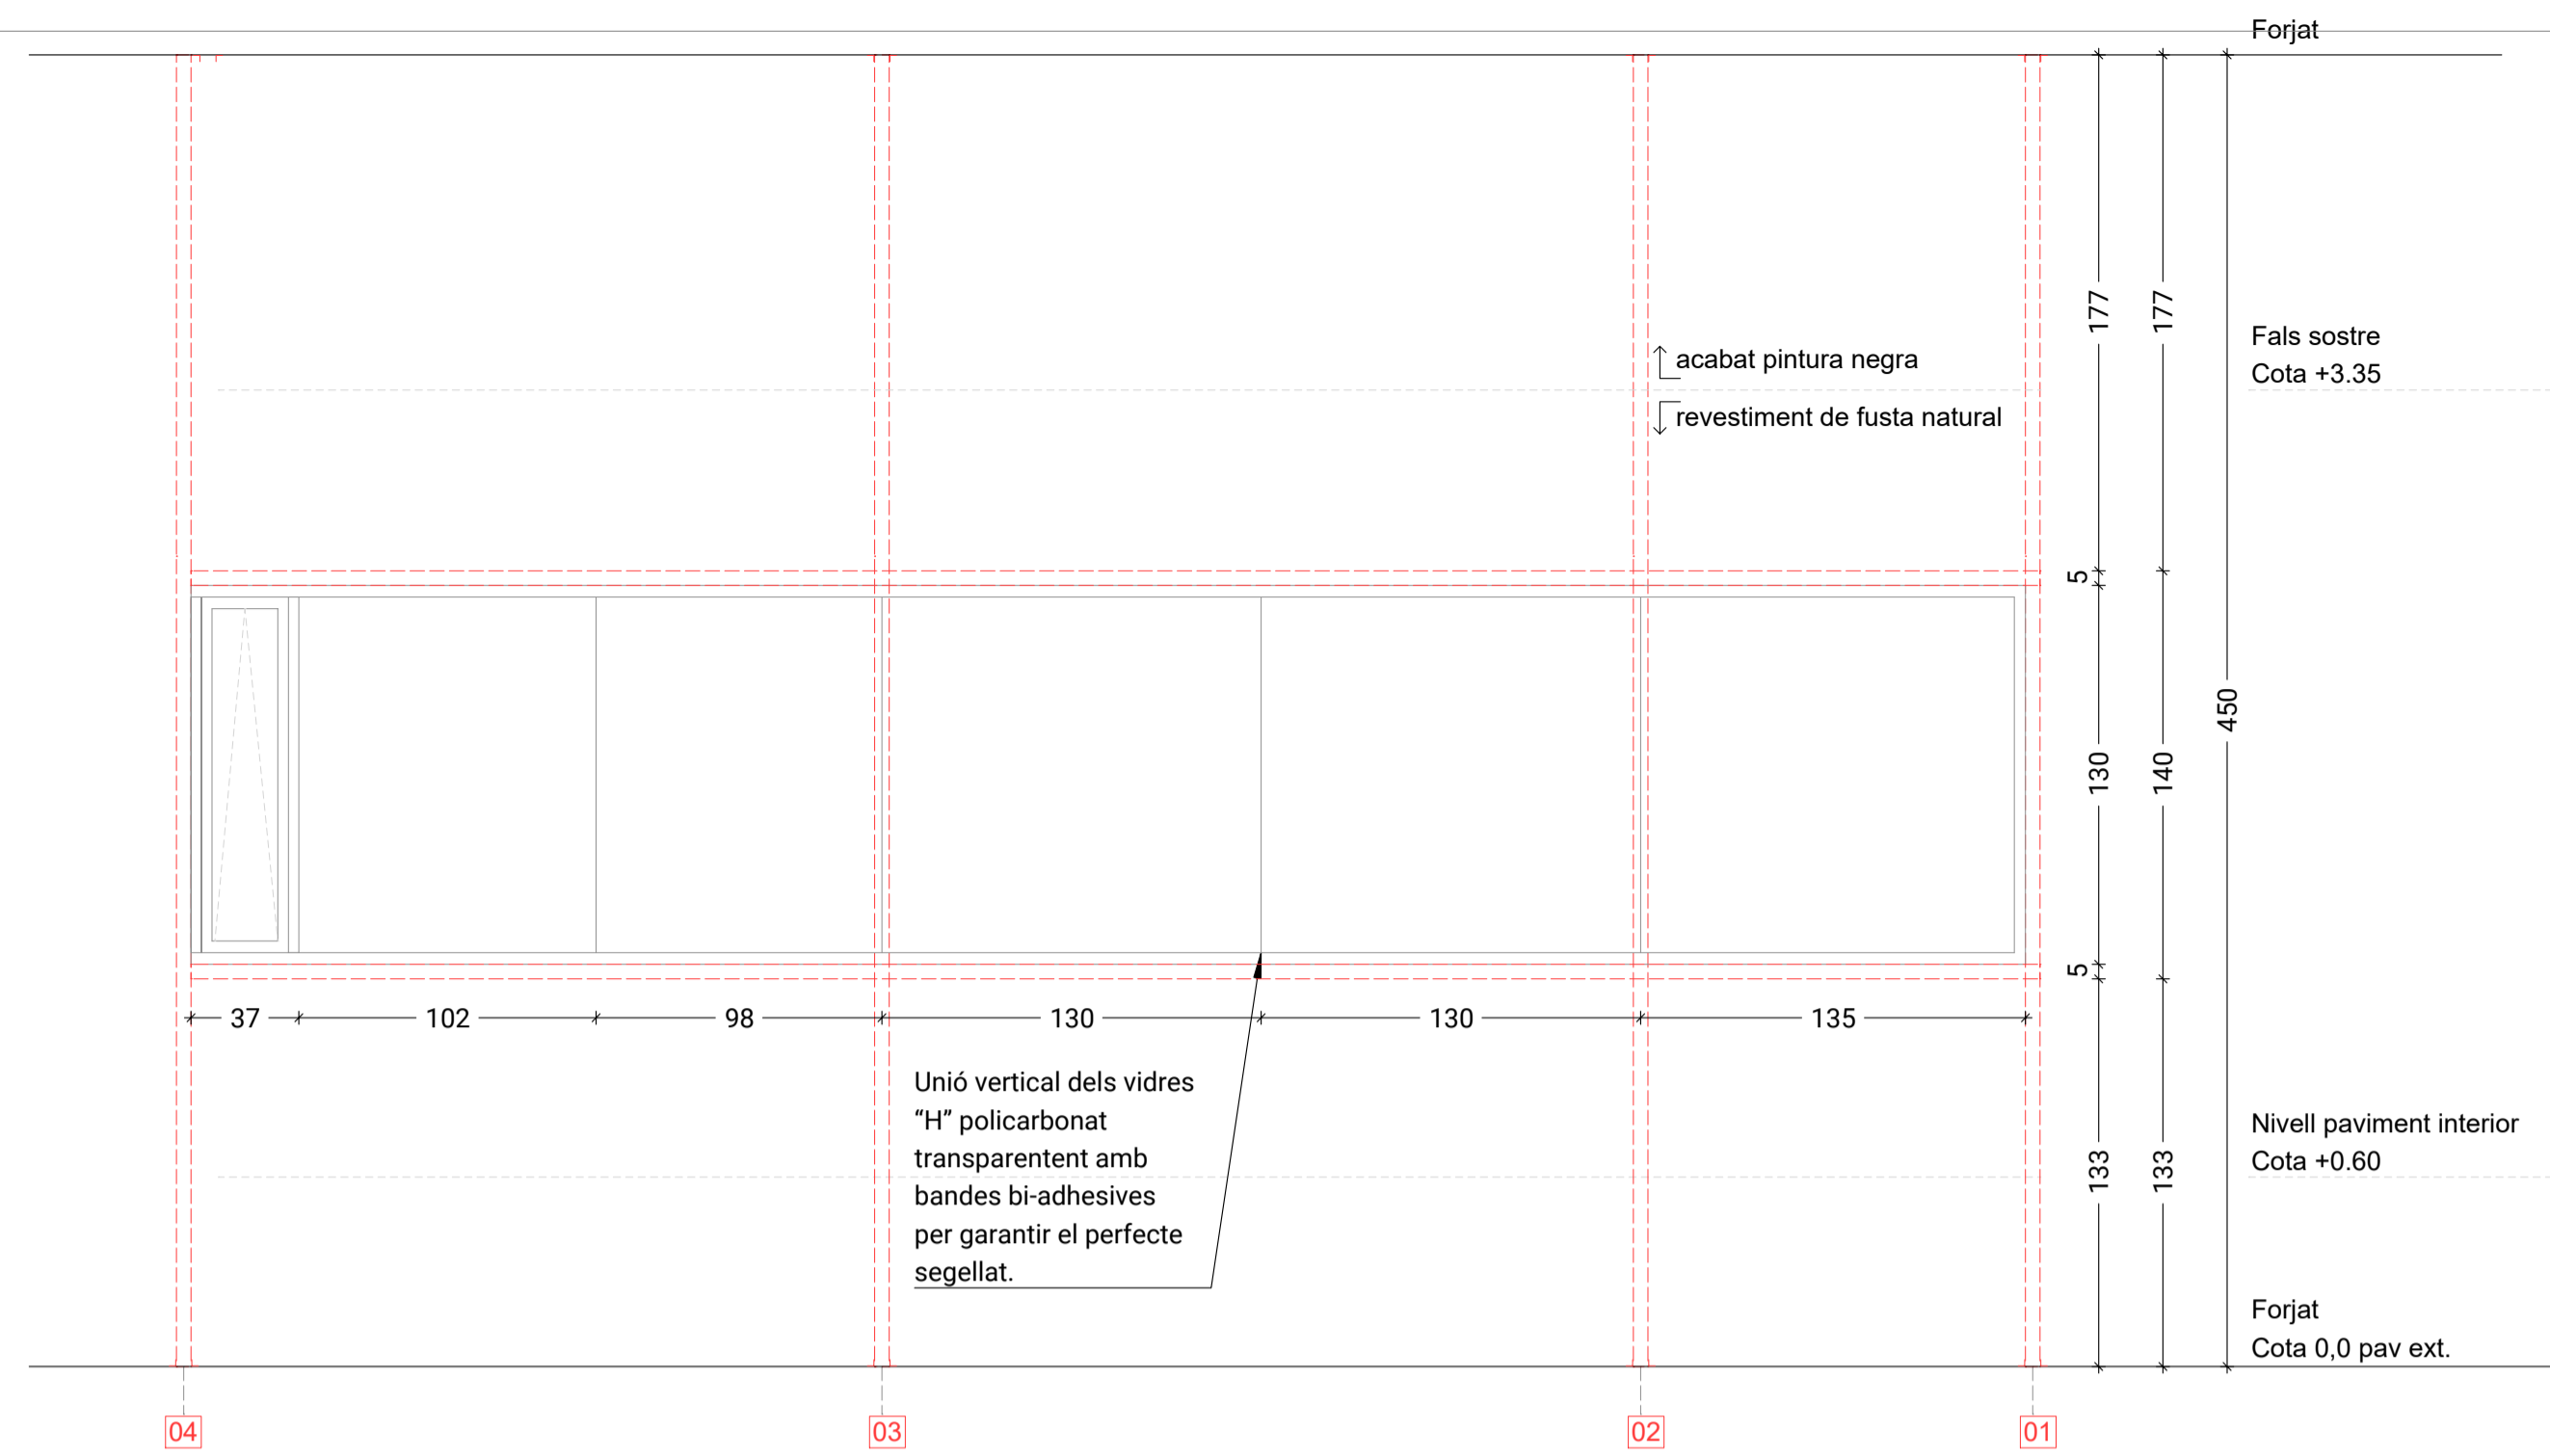 Forjat
177
177
Fals sostre
Cota +3.35
acabat pintura negra
revestiment de fusta natural
5
130
140
450
5
37
102
98
130
130
135
Unió vertical dels vidres
“H” policarbonat
transparentent amb
bandes bi-adhesives
per garantir el perfecte
segellat.
133
133
Nivell paviment interior
Cota +0.60
Forjat
Cota 0,0 pav ext.
04
03
02
01